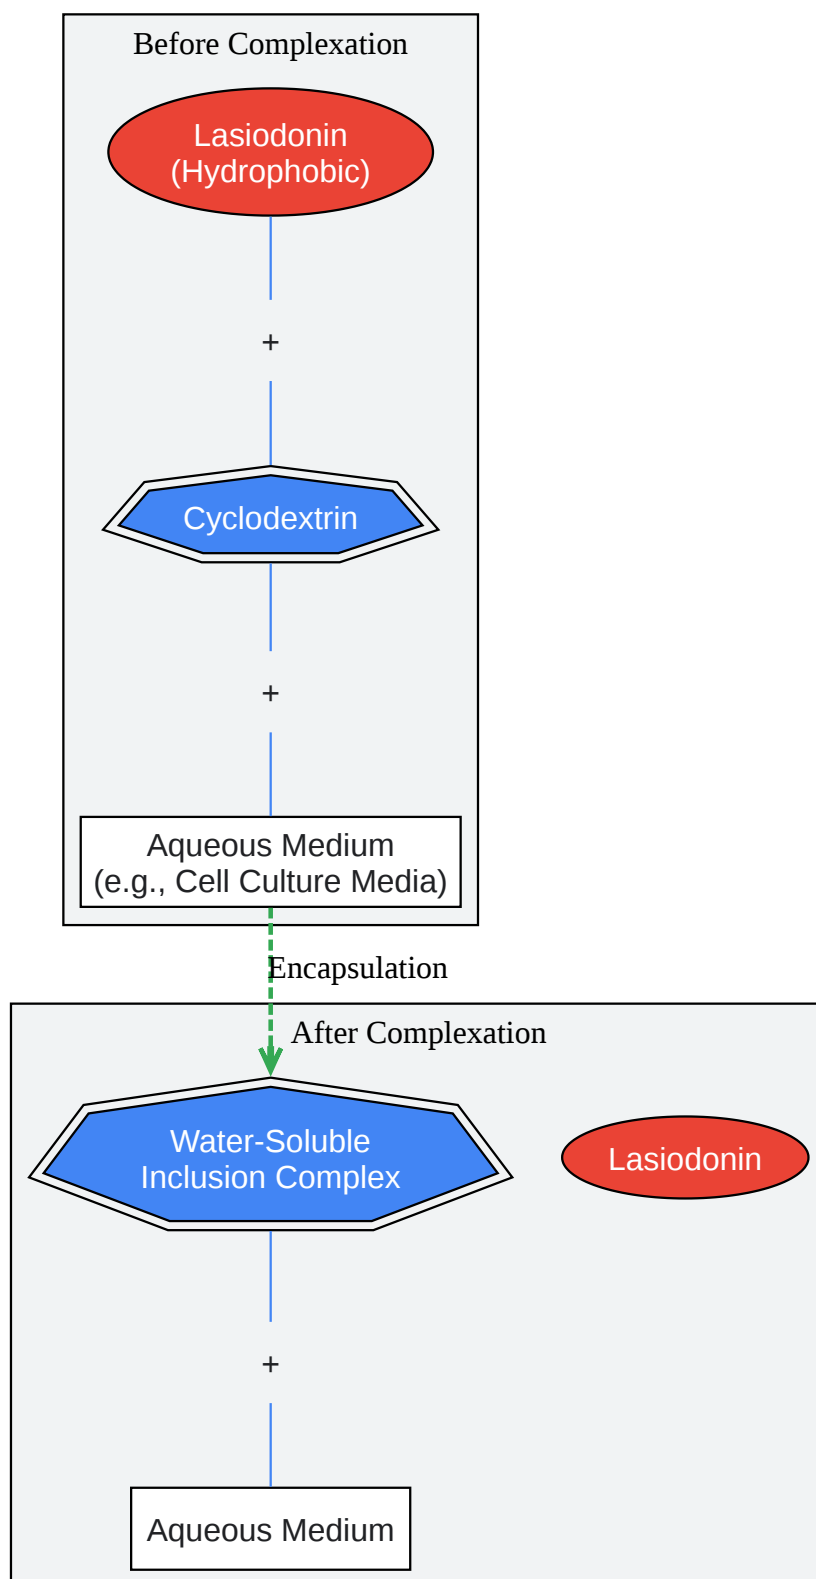 Before Complexation
Lasiodonin
(Hydrophobic)
+
Cyclodextrin
+
Aqueous Medium
(e.g., Cell Culture Media)
Encapsulation
After Complexation
Water-Soluble
Inclusion Complex
Lasiodonin
+
Aqueous Medium